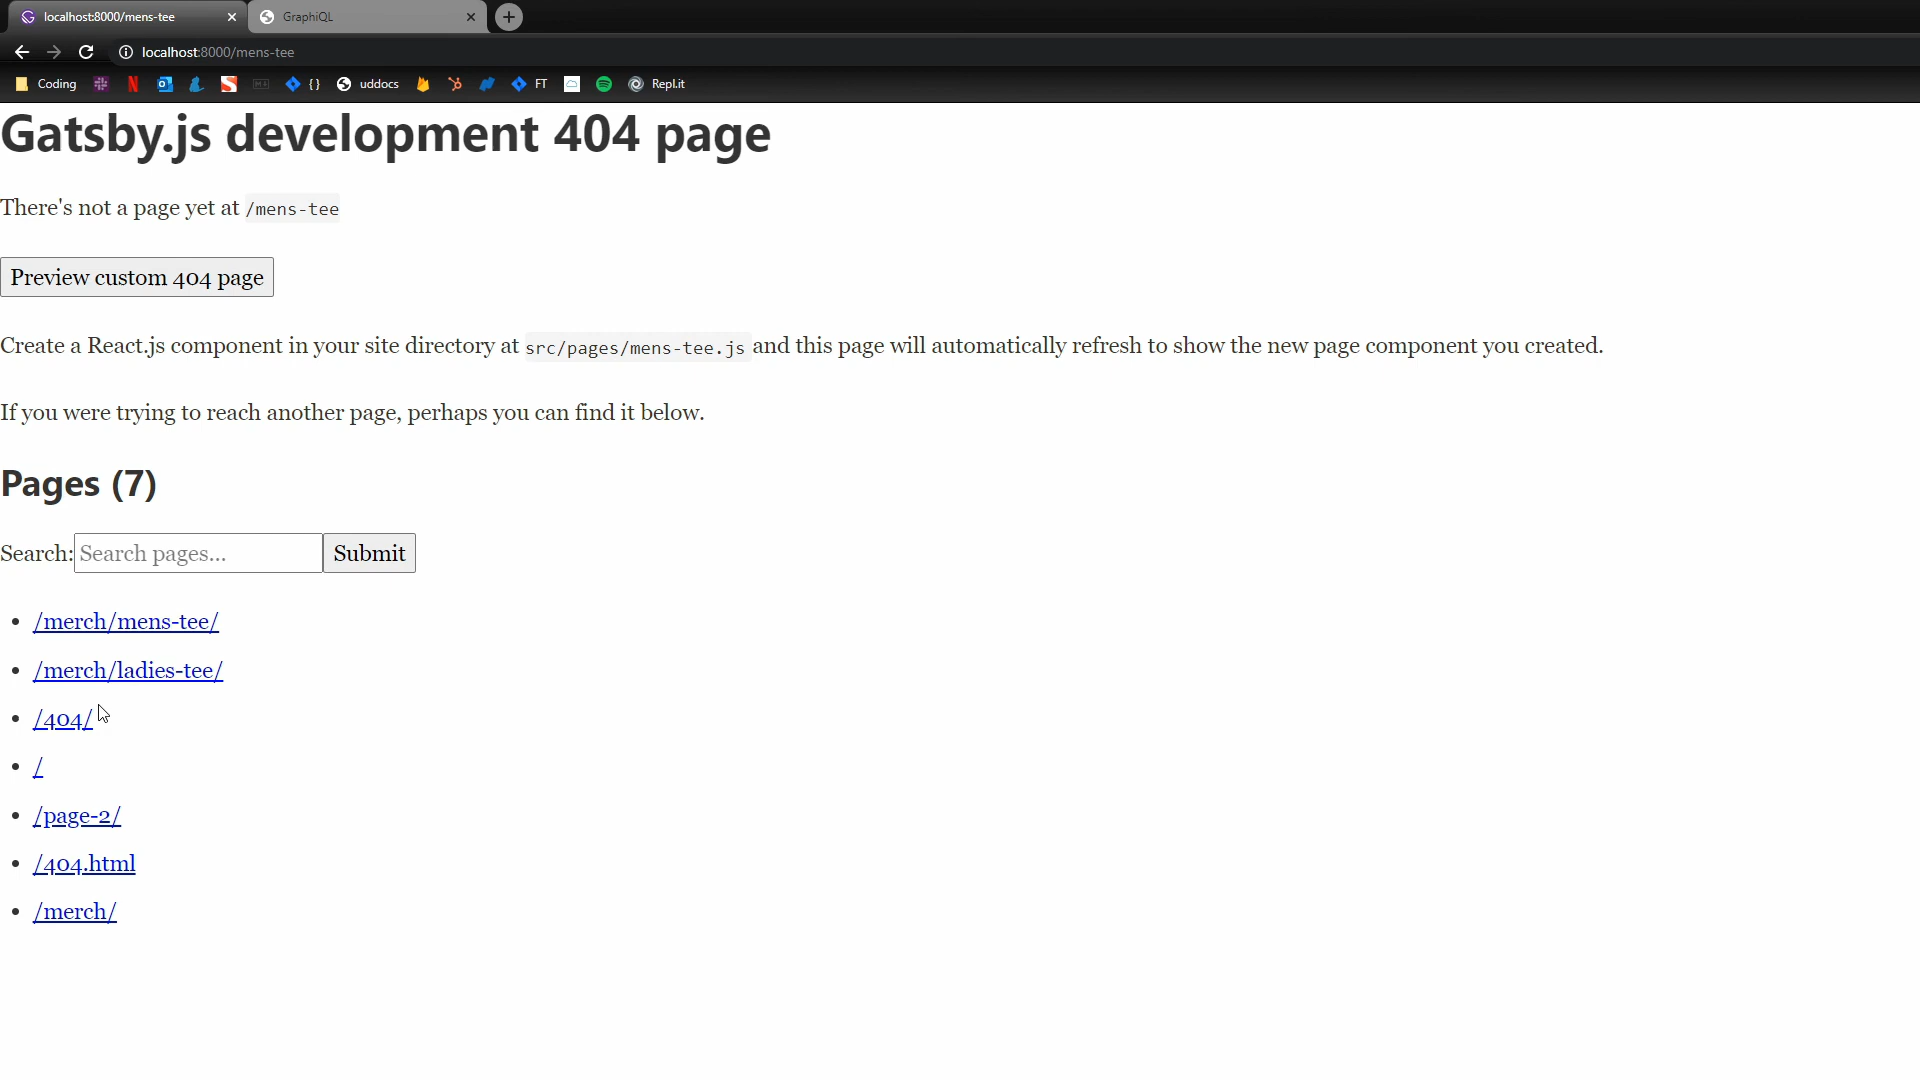 localhost:8000/mens-tee
GraphiQL
localhost:8000/mens-tee
Coding { } uddocs FT Repl.it
Gatsby.js development 404 page
There's not a page yet at /mens-tee
Preview custom 404 page
Create a React.js component in your site directory at src/pages/mens-tee.js and this page will automatically refresh to show the new page component you created.
If you were trying to reach another page, perhaps you can find it below.
Pages (7)
Search: Search pages... Submit
/merch/mens-tee/
/merch/ladies-tee/
/404/
/
/page-2/
/404.html
/merch/